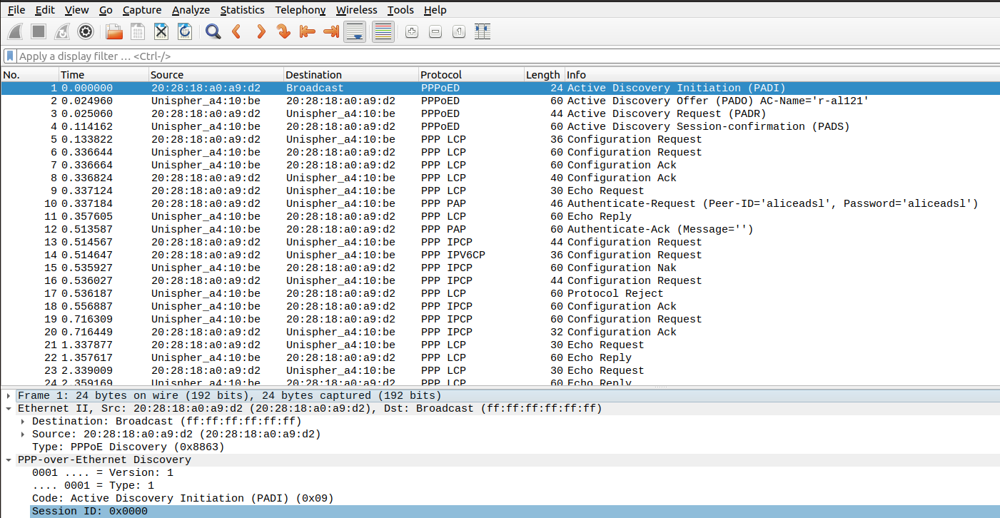 File Edit View Go Capture Analyze Statistics Telephony Wireless Tools Help
Apply a display filter … <Ctrl-/>
No. Time Source Destination Protocol Length Info
1 0.000000 20:28:18:a0:a9:d2 Broadcast PPPoED 24 Active Discovery Initiation (PADI)
2 0.024960 Unispher_a4:10:be 20:28:18:a0:a9:d2 PPPoED 60 Active Discovery Offer (PADO) AC-Name='r-al121'
3 0.025060 20:28:18:a0:a9:d2 Unispher_a4:10:be PPPoED 44 Active Discovery Request (PADR)
4 0.114162 Unispher_a4:10:be 20:28:18:a0:a9:d2 PPPoED 60 Active Discovery Session-confirmation (PADS)
5 0.133822 20:28:18:a0:a9:d2 Unispher_a4:10:be PPP LCP 36 Configuration Request
6 0.336644 Unispher_a4:10:be 20:28:18:a0:a9:d2 PPP LCP 60 Configuration Request
7 0.336664 Unispher_a4:10:be 20:28:18:a0:a9:d2 PPP LCP 60 Configuration Ack
8 0.336824 20:28:18:a0:a9:d2 Unispher_a4:10:be PPP LCP 40 Configuration Ack
9 0.337124 20:28:18:a0:a9:d2 Unispher_a4:10:be PPP LCP 30 Echo Request
10 0.337184 20:28:18:a0:a9:d2 Unispher_a4:10:be PPP PAP 46 Authenticate-Request (Peer-ID='aliceadsl', Password='aliceadsl')
11 0.357605 Unispher_a4:10:be 20:28:18:a0:a9:d2 PPP LCP 60 Echo Reply
12 0.513587 Unispher_a4:10:be 20:28:18:a0:a9:d2 PPP PAP 60 Authenticate-Ack (Message='')
13 0.514567 20:28:18:a0:a9:d2 Unispher_a4:10:be PPP IPCP 44 Configuration Request
14 0.514647 20:28:18:a0:a9:d2 Unispher_a4:10:be PPP IPV6CP 36 Configuration Request
15 0.535927 Unispher_a4:10:be 20:28:18:a0:a9:d2 PPP IPCP 60 Configuration Nak
16 0.536027 20:28:18:a0:a9:d2 Unispher_a4:10:be PPP IPCP 44 Configuration Request
17 0.536187 Unispher_a4:10:be 20:28:18:a0:a9:d2 PPP LCP 60 Protocol Reject
18 0.556887 Unispher_a4:10:be 20:28:18:a0:a9:d2 PPP IPCP 60 Configuration Ack
19 0.716309 Unispher_a4:10:be 20:28:18:a0:a9:d2 PPP IPCP 60 Configuration Request
20 0.716449 20:28:18:a0:a9:d2 Unispher_a4:10:be PPP IPCP 32 Configuration Ack
21 1.337877 20:28:18:a0:a9:d2 Unispher_a4:10:be PPP LCP 30 Echo Request
22 1.357617 Unispher_a4:10:be 20:28:18:a0:a9:d2 PPP LCP 60 Echo Reply
23 2.339009 20:28:18:a0:a9:d2 Unispher_a4:10:be PPP LCP 30 Echo Request
24 2.359169 Unispher_a4:10:be 20:28:18:a0:a9:d2 PPP LCP 60 Echo Reply
Frame 1: 24 bytes on wire (192 bits), 24 bytes captured (192 bits)
Ethernet II, Src: 20:28:18:a0:a9:d2 (20:28:18:a0:a9:d2), Dst: Broadcast (ff:ff:ff:ff:ff:ff)
Destination: Broadcast (ff:ff:ff:ff:ff:ff)
Source: 20:28:18:a0:a9:d2 (20:28:18:a0:a9:d2)
Type: PPPoE Discovery (0x8863)
PPP-over-Ethernet Discovery
0001 .... = Version: 1
.... 0001 = Type: 1
Code: Active Discovery Initiation (PADI) (0x09)
Session ID: 0x0000